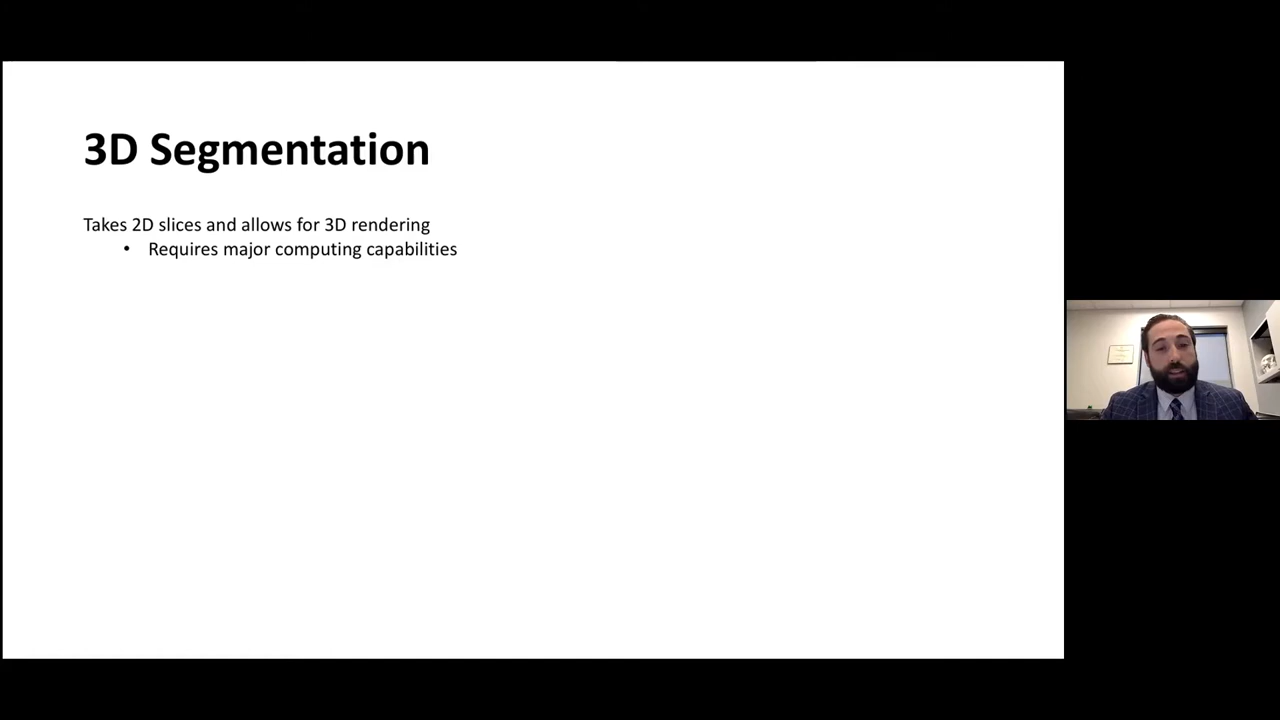 3D Segmentation
Takes 2D slices and allows for 3D rendering
• Requires major computing capabilities